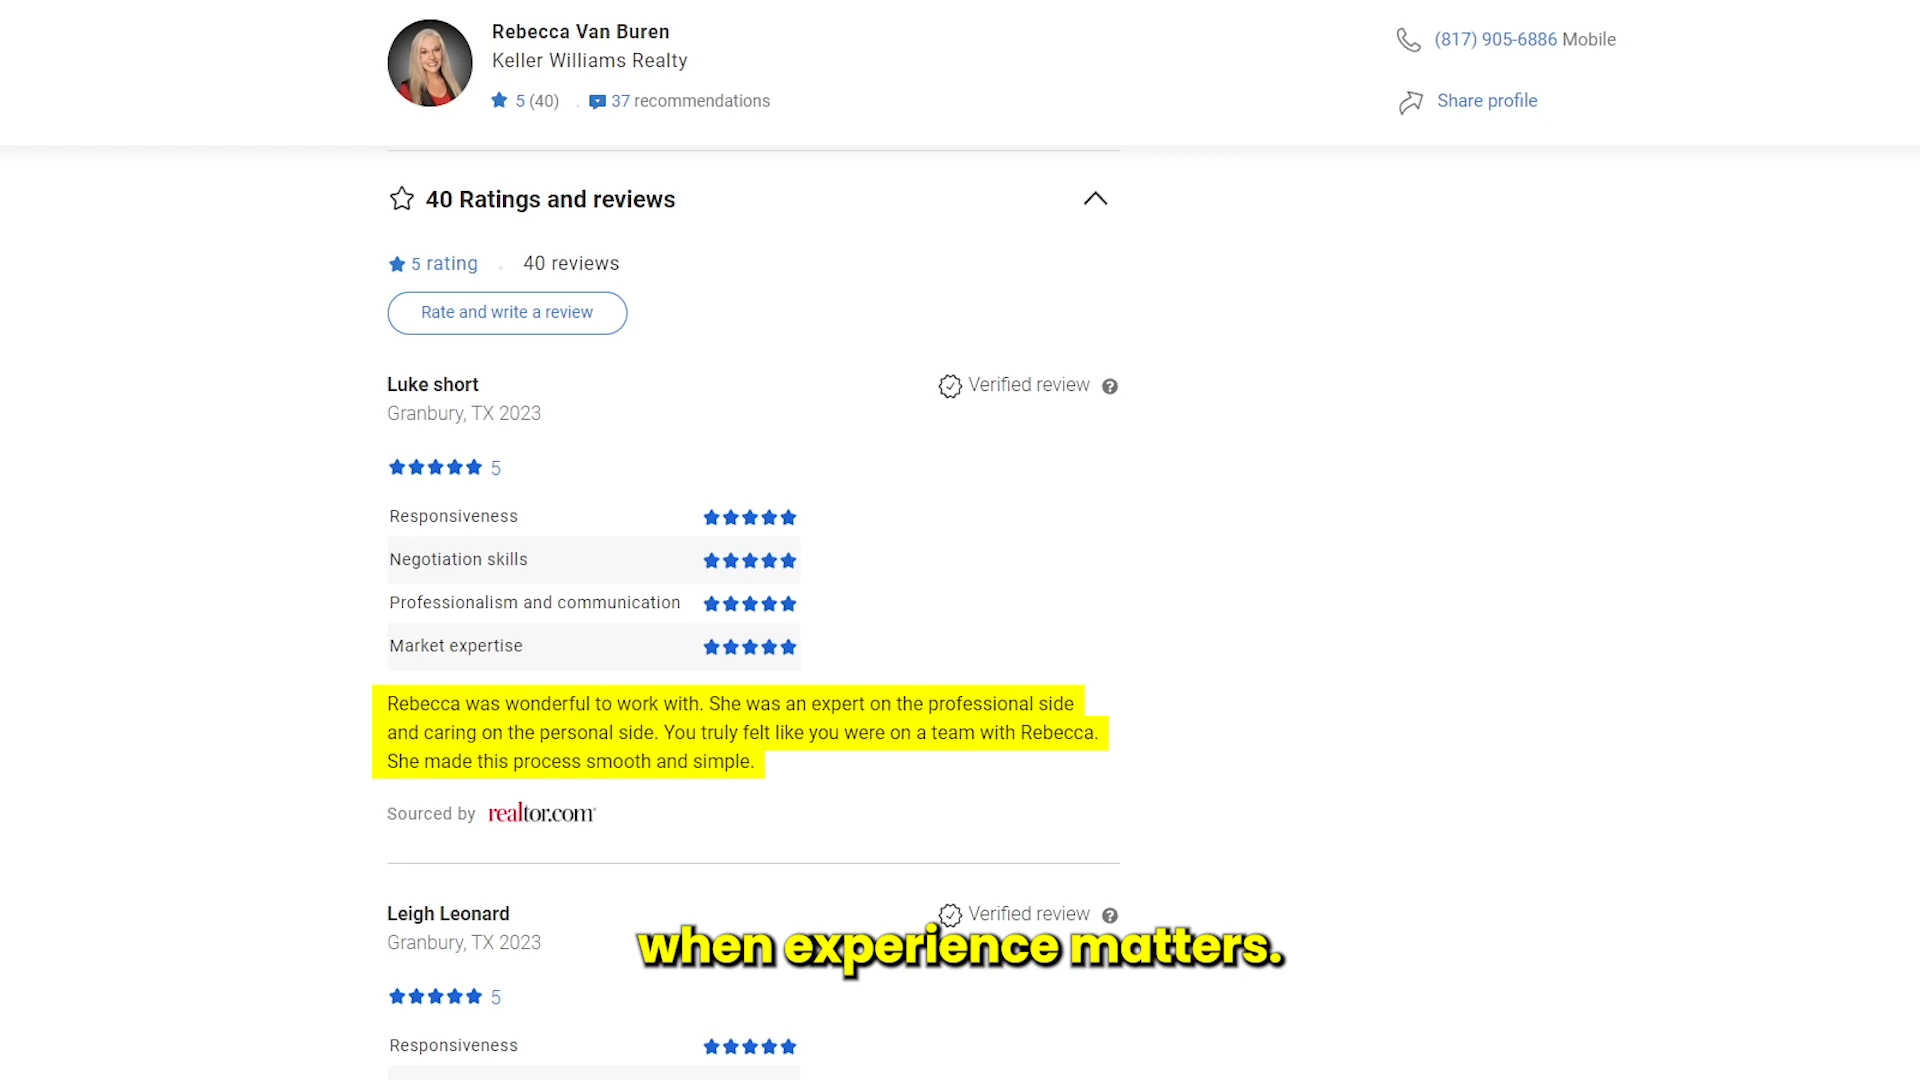 Rebecca Van Buren
Keller Williams Realty
5 (40) . 37 recommendations
(817) 905-6886 Mobile
Share profile
40 Ratings and reviews
5 rating . 40 reviews
Rate and write a review
Luke short
Verified review
Granbury, TX 2023
5
Responsiveness
Negotiation skills
Professionalism and communication
Market expertise
Rebecca was wonderful to work with. She was an expert on the professional side
and caring on the personal side. You truly felt like you were on a team with Rebecca.
She made this process smooth and simple.
Sourced by realtor.com®
Leigh Leonard
Verified review
Granbury, TX 2023
when experience matters.
5
Responsiveness